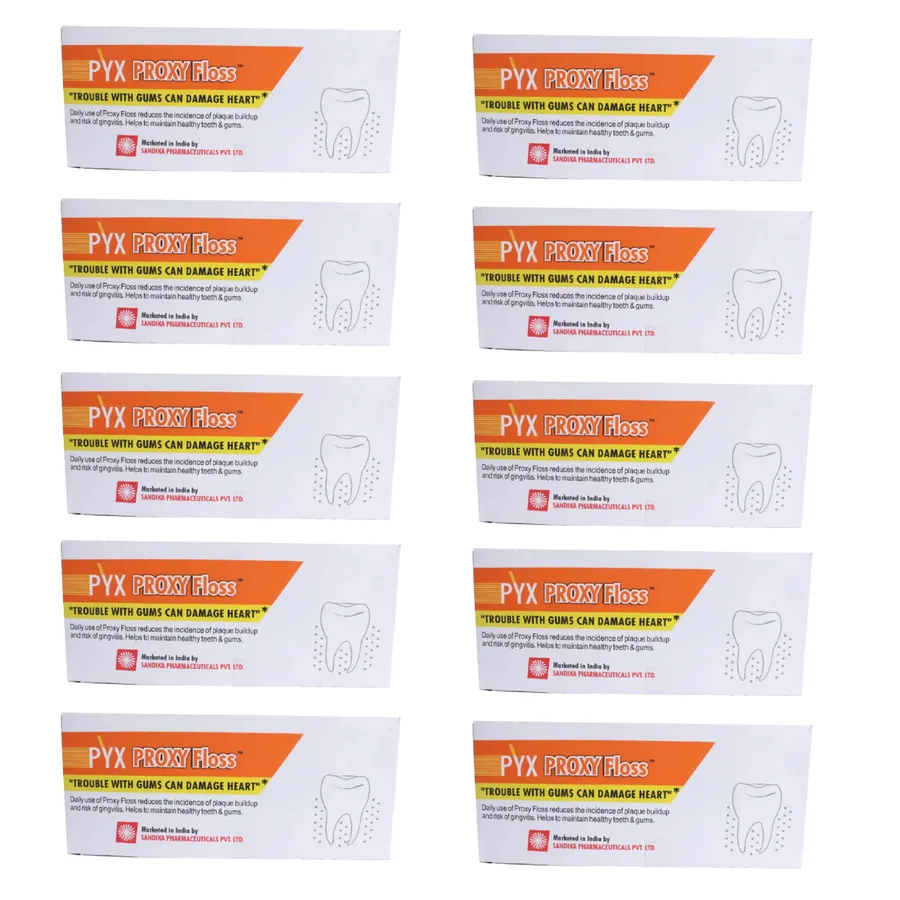 PYX PROXY Floss™
"TROUBLE WITH GUMS CAN DAMAGE HEART"*
Daily use of Proxy Floss reduces the incidence of plaque buildup
and risk of gingivitis. Helps to maintain healthy teeth & gums.
Marketed in India by
SANDIKA PHARMACEUTICALS PVT. LTD.
PYX PROXY Floss™
"TROUBLE WITH GUMS CAN DAMAGE HEART"*
Daily use of Proxy Floss reduces the incidence of plaque buildup
and risk of gingivitis. Helps to maintain healthy teeth & gums.
Marketed in India by
SANDIKA PHARMACEUTICALS PVT. LTD.
PYX PROXY Floss™
"TROUBLE WITH GUMS CAN DAMAGE HEART"*
Daily use of Proxy Floss reduces the incidence of plaque buildup
and risk of gingivitis. Helps to maintain healthy teeth & gums.
Marketed in India by
SANDIKA PHARMACEUTICALS PVT. LTD.
PYX PROXY Floss™
"TROUBLE WITH GUMS CAN DAMAGE HEART"*
Daily use of Proxy Floss reduces the incidence of plaque buildup
and risk of gingivitis. Helps to maintain healthy teeth & gums.
Marketed in India by
SANDIKA PHARMACEUTICALS PVT. LTD.
PYX PROXY Floss™
"TROUBLE WITH GUMS CAN DAMAGE HEART"*
Daily use of Proxy Floss reduces the incidence of plaque buildup
and risk of gingivitis. Helps to maintain healthy teeth & gums.
Marketed in India by
SANDIKA PHARMACEUTICALS PVT. LTD.
PYX PROXY Floss™
"TROUBLE WITH GUMS CAN DAMAGE HEART"*
Daily use of Proxy Floss reduces the incidence of plaque buildup
and risk of gingivitis. Helps to maintain healthy teeth & gums.
Marketed in India by
SANDIKA PHARMACEUTICALS PVT. LTD.
PYX PROXY Floss™
"TROUBLE WITH GUMS CAN DAMAGE HEART"*
Daily use of Proxy Floss reduces the incidence of plaque buildup
and risk of gingivitis. Helps to maintain healthy teeth & gums.
Marketed in India by
SANDIKA PHARMACEUTICALS PVT. LTD.
PYX PROXY Floss™
"TROUBLE WITH GUMS CAN DAMAGE HEART"*
Daily use of Proxy Floss reduces the incidence of plaque buildup
and risk of gingivitis. Helps to maintain healthy teeth & gums.
Marketed in India by
SANDIKA PHARMACEUTICALS PVT. LTD.
PYX PROXY Floss™
"TROUBLE WITH GUMS CAN DAMAGE HEART"*
Daily use of Proxy Floss reduces the incidence of plaque buildup
and risk of gingivitis. Helps to maintain healthy teeth & gums.
Marketed in India by
SANDIKA PHARMACEUTICALS PVT. LTD.
PYX PROXY Floss™
"TROUBLE WITH GUMS CAN DAMAGE HEART"*
Daily use of Proxy Floss reduces the incidence of plaque buildup
and risk of gingivitis. Helps to maintain healthy teeth & gums.
Marketed in India by
SANDIKA PHARMACEUTICALS PVT. LTD.